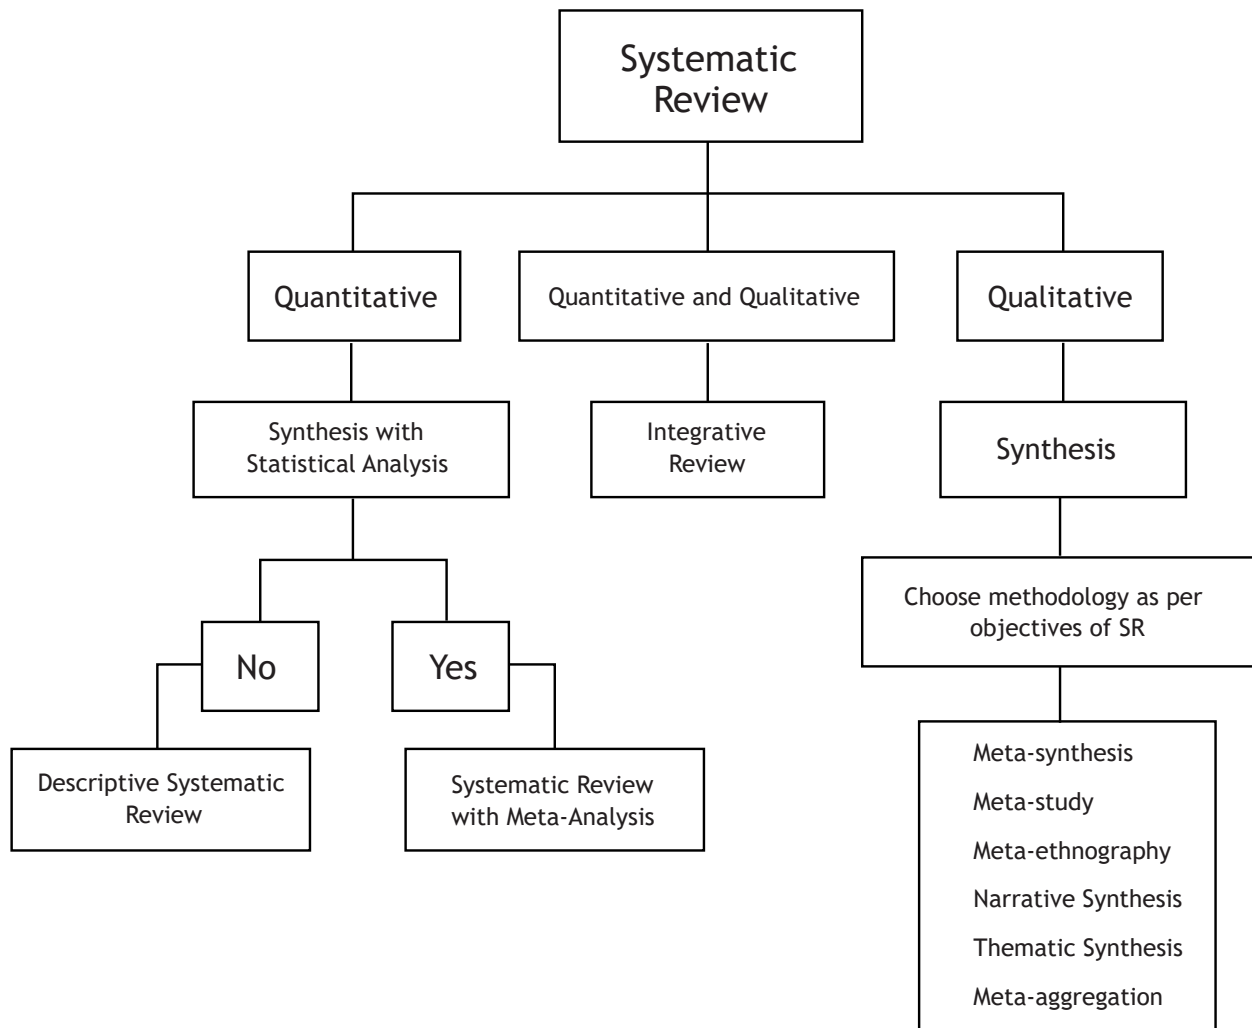 Systematic
Review
Quantitative
Quantitative and Qualitative
Qualitative
Synthesis with
Statistical Analysis
Integrative
Review
Synthesis
Choose methodology as per
objectives of SR
No
Yes
Descriptive Systematic
Review
Systematic Review
with Meta-Analysis
Meta-synthesis
Meta-study
Meta-ethnography
Narrative Synthesis
Thematic Synthesis
Meta-aggregation